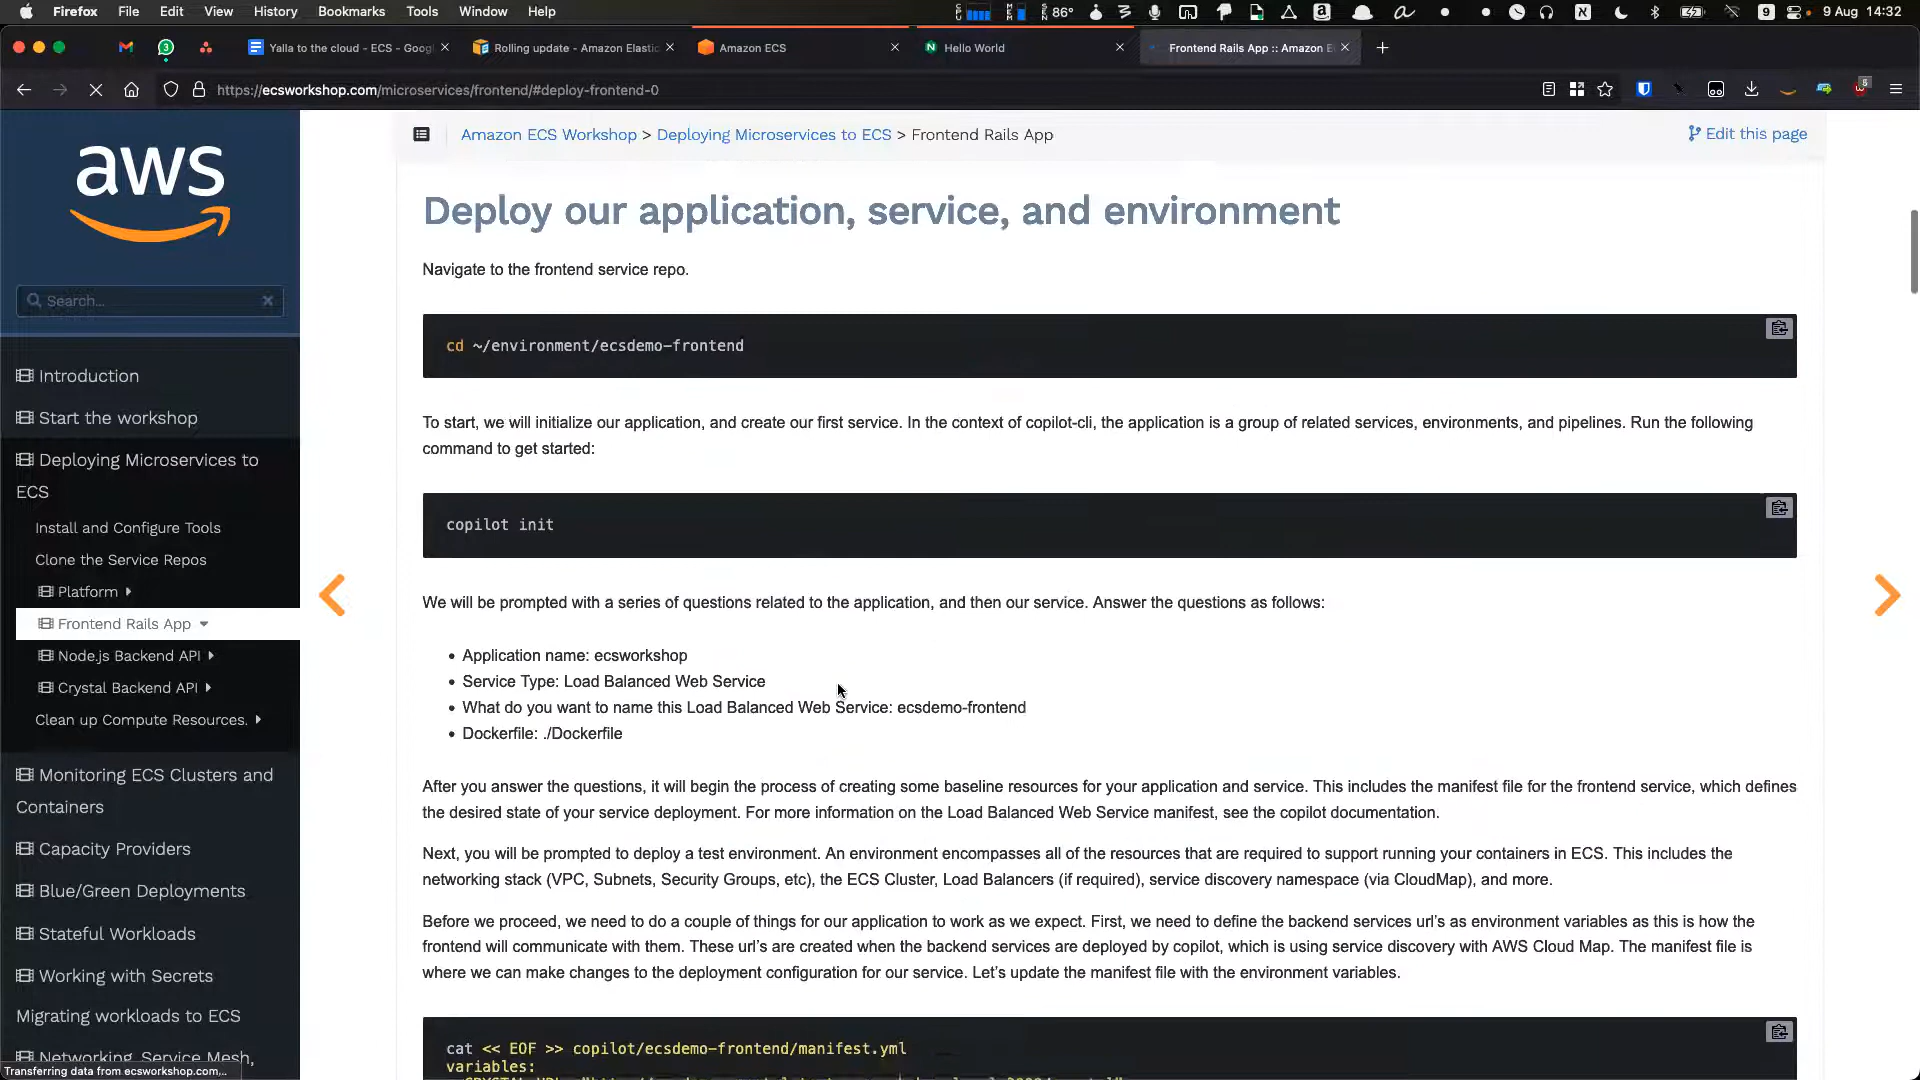 Firefox File Edit View History Bookmarks Tools Window Help 86° 9 9 Aug 14:32
3 Yalla to the cloud - ECS - Goog Rolling update - Amazon Elastic Amazon ECS Hello World Frontend Rails App :: Amazon E
https://ecsworkshop.com/microservices/frontend/#deploy-frontend-0
Amazon ECS Workshop > Deploying Microservices to ECS > Frontend Rails App
Edit this page
aws
Search...
Introduction
Start the workshop
Deploying Microservices to
ECS
Install and Configure Tools
Clone the Service Repos
Platform
Frontend Rails App
Node.js Backend API
Crystal Backend API
Clean up Compute Resources.
Monitoring ECS Clusters and
Containers
Capacity Providers
Blue/Green Deployments
Stateful Workloads
Working with Secrets
Migrating workloads to ECS
Networking, Service Mesh,
Transferring data from ecsworkshop.com...
Deploy our application, service, and environment
Navigate to the frontend service repo.
cd ~/environment/ecsdemo-frontend
To start, we will initialize our application, and create our first service. In the context of copilot-cli, the application is a group of related services, environments, and pipelines. Run the following
command to get started:
copilot init
We will be prompted with a series of questions related to the application, and then our service. Answer the questions as follows:
• Application name: ecsworkshop
• Service Type: Load Balanced Web Service
• What do you want to name this Load Balanced Web Service: ecsdemo-frontend
• Dockerfile: ./Dockerfile
After you answer the questions, it will begin the process of creating some baseline resources for your application and service. This includes the manifest file for the frontend service, which defines
the desired state of your service deployment. For more information on the Load Balanced Web Service manifest, see the copilot documentation.
Next, you will be prompted to deploy a test environment. An environment encompasses all of the resources that are required to support running your containers in ECS. This includes the
networking stack (VPC, Subnets, Security Groups, etc), the ECS Cluster, Load Balancers (if required), service discovery namespace (via CloudMap), and more.
Before we proceed, we need to do a couple of things for our application to work as we expect. First, we need to define the backend services url's as environment variables as this is how the
frontend will communicate with them. These url's are created when the backend services are deployed by copilot, which is using service discovery with AWS Cloud Map. The manifest file is
where we can make changes to the deployment configuration for our service. Let's update the manifest file with the environment variables.
cat << EOF >> copilot/ecsdemo-frontend/manifest.yml
variables: